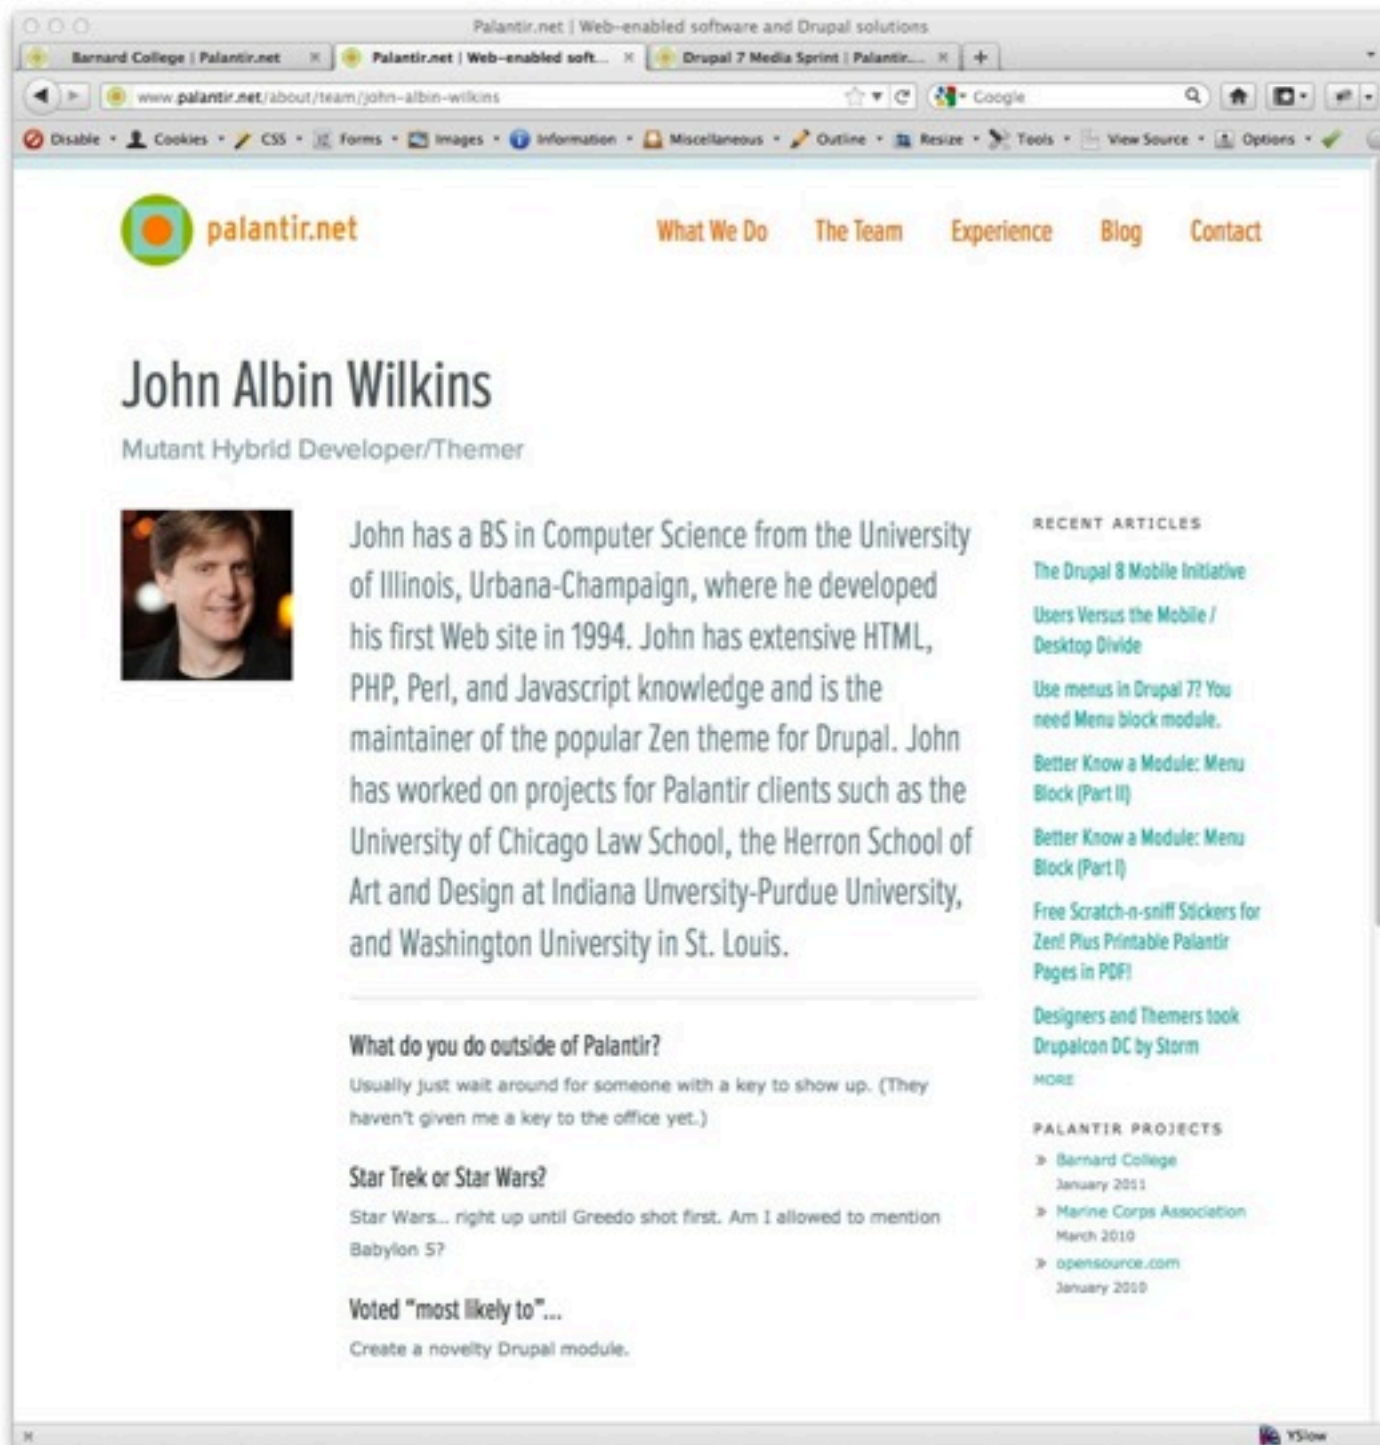 Palantir.net | Web-enabled software and Drupal solutions
Barnard College | Palantir.net
Palantir.net | Web-enabled soft...
Drupal 7 Media Sprint | Palantir....
www.palantir.net/about/team/john-albin-wilkins
Google
Disable Cookies CSS Forms Images Information Miscellaneous Outline Resize Tools View Source Options
palantir.net
What We Do The Team Experience Blog Contact
John Albin Wilkins
Mutant Hybrid Developer/Themer
John has a BS in Computer Science from the University
of Illinois, Urbana-Champaign, where he developed
his first Web site in 1994. John has extensive HTML,
PHP, Perl, and Javascript knowledge and is the
maintainer of the popular Zen theme for Drupal. John
has worked on projects for Palantir clients such as the
University of Chicago Law School, the Herron School of
Art and Design at Indiana Unversity-Purdue University,
and Washington University in St. Louis.
What do you do outside of Palantir?
Usually just wait around for someone with a key to show up. (They
haven't given me a key to the office yet.)
Star Trek or Star Wars?
Star Wars... right up until Greedo shot first. Am I allowed to mention
Babylon 5?
Voted "most likely to"...
Create a novelty Drupal module.
RECENT ARTICLES
The Drupal 8 Mobile Initiative
Users Versus the Mobile /
Desktop Divide
Use menus in Drupal 7? You
need Menu block module.
Better Know a Module: Menu
Block (Part II)
Better Know a Module: Menu
Block (Part I)
Free Scratch-n-sniff Stickers for
Zen! Plus Printable Palantir
Pages in PDF!
Designers and Themers took
Drupalcon DC by Storm
MORE
PALANTIR PROJECTS
» Barnard College
January 2011
» Marine Corps Association
March 2010
» opensource.com
January 2010
YSlow